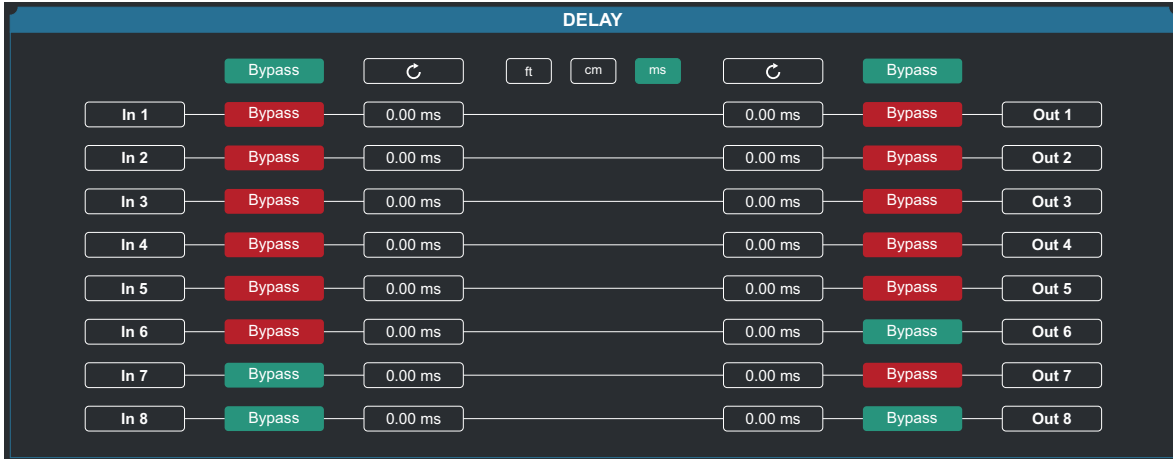 DELAY
Bypass ft cm ms Bypass
In 1 Bypass 0.00 ms 0.00 ms Bypass Out 1
In 2 Bypass 0.00 ms 0.00 ms Bypass Out 2
In 3 Bypass 0.00 ms 0.00 ms Bypass Out 3
In 4 Bypass 0.00 ms 0.00 ms Bypass Out 4
In 5 Bypass 0.00 ms 0.00 ms Bypass Out 5
In 6 Bypass 0.00 ms 0.00 ms Bypass Out 6
In 7 Bypass 0.00 ms 0.00 ms Bypass Out 7
In 8 Bypass 0.00 ms 0.00 ms Bypass Out 8